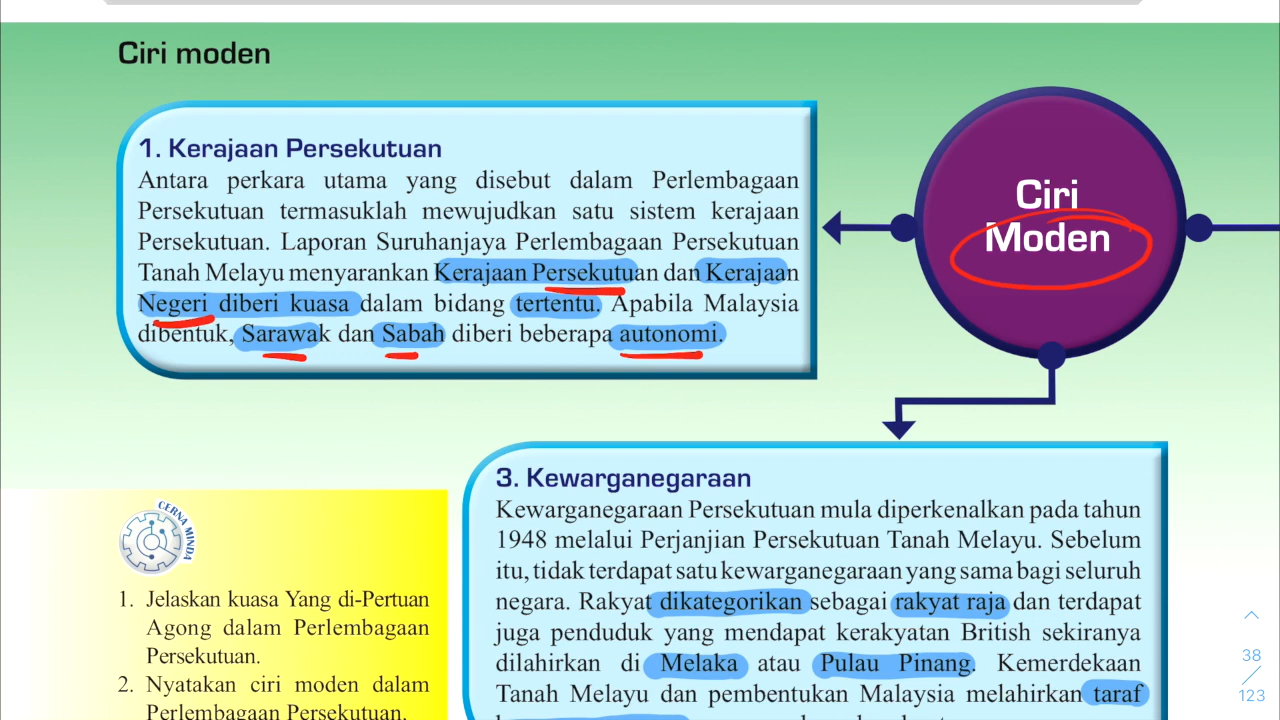 Ciri moden
1. Kerajaan Persekutuan
Antara perkara utama yang disebut dalam Perlembagaan
Persekutuan termasuklah mewujudkan satu sistem kerajaan
Persekutuan. Laporan Suruhanjaya Perlembagaan Persekutuan
Tanah Melayu menyarankan Kerajaan Persekutuan dan Kerajaan
Negeri diberi kuasa dalam bidang tertentu. Apabila Malaysia
dibentuk, Sarawak dan Sabah diberi beberapa autonomi.
Ciri
Moden
3. Kewarganegaraan
Kewarganegaraan Persekutuan mula diperkenalkan pada tahun
1948 melalui Perjanjian Persekutuan Tanah Melayu. Sebelum
itu, tidak terdapat satu kewarganegaraan yang sama bagi seluruh
negara. Rakyat dikategorikan sebagai rakyat raja dan terdapat
juga penduduk yang mendapat kerakyatan British sekiranya
dilahirkan di Melaka atau Pulau Pinang. Kemerdekaan
Tanah Melayu dan pembentukan Malaysia melahirkan taraf
CERNA MINDA
1. Jelaskan kuasa Yang di-Pertuan
Agong dalam Perlembagaan
Persekutuan.
2. Nyatakan ciri moden dalam
Perlembagaan Persekutuan.
38
123